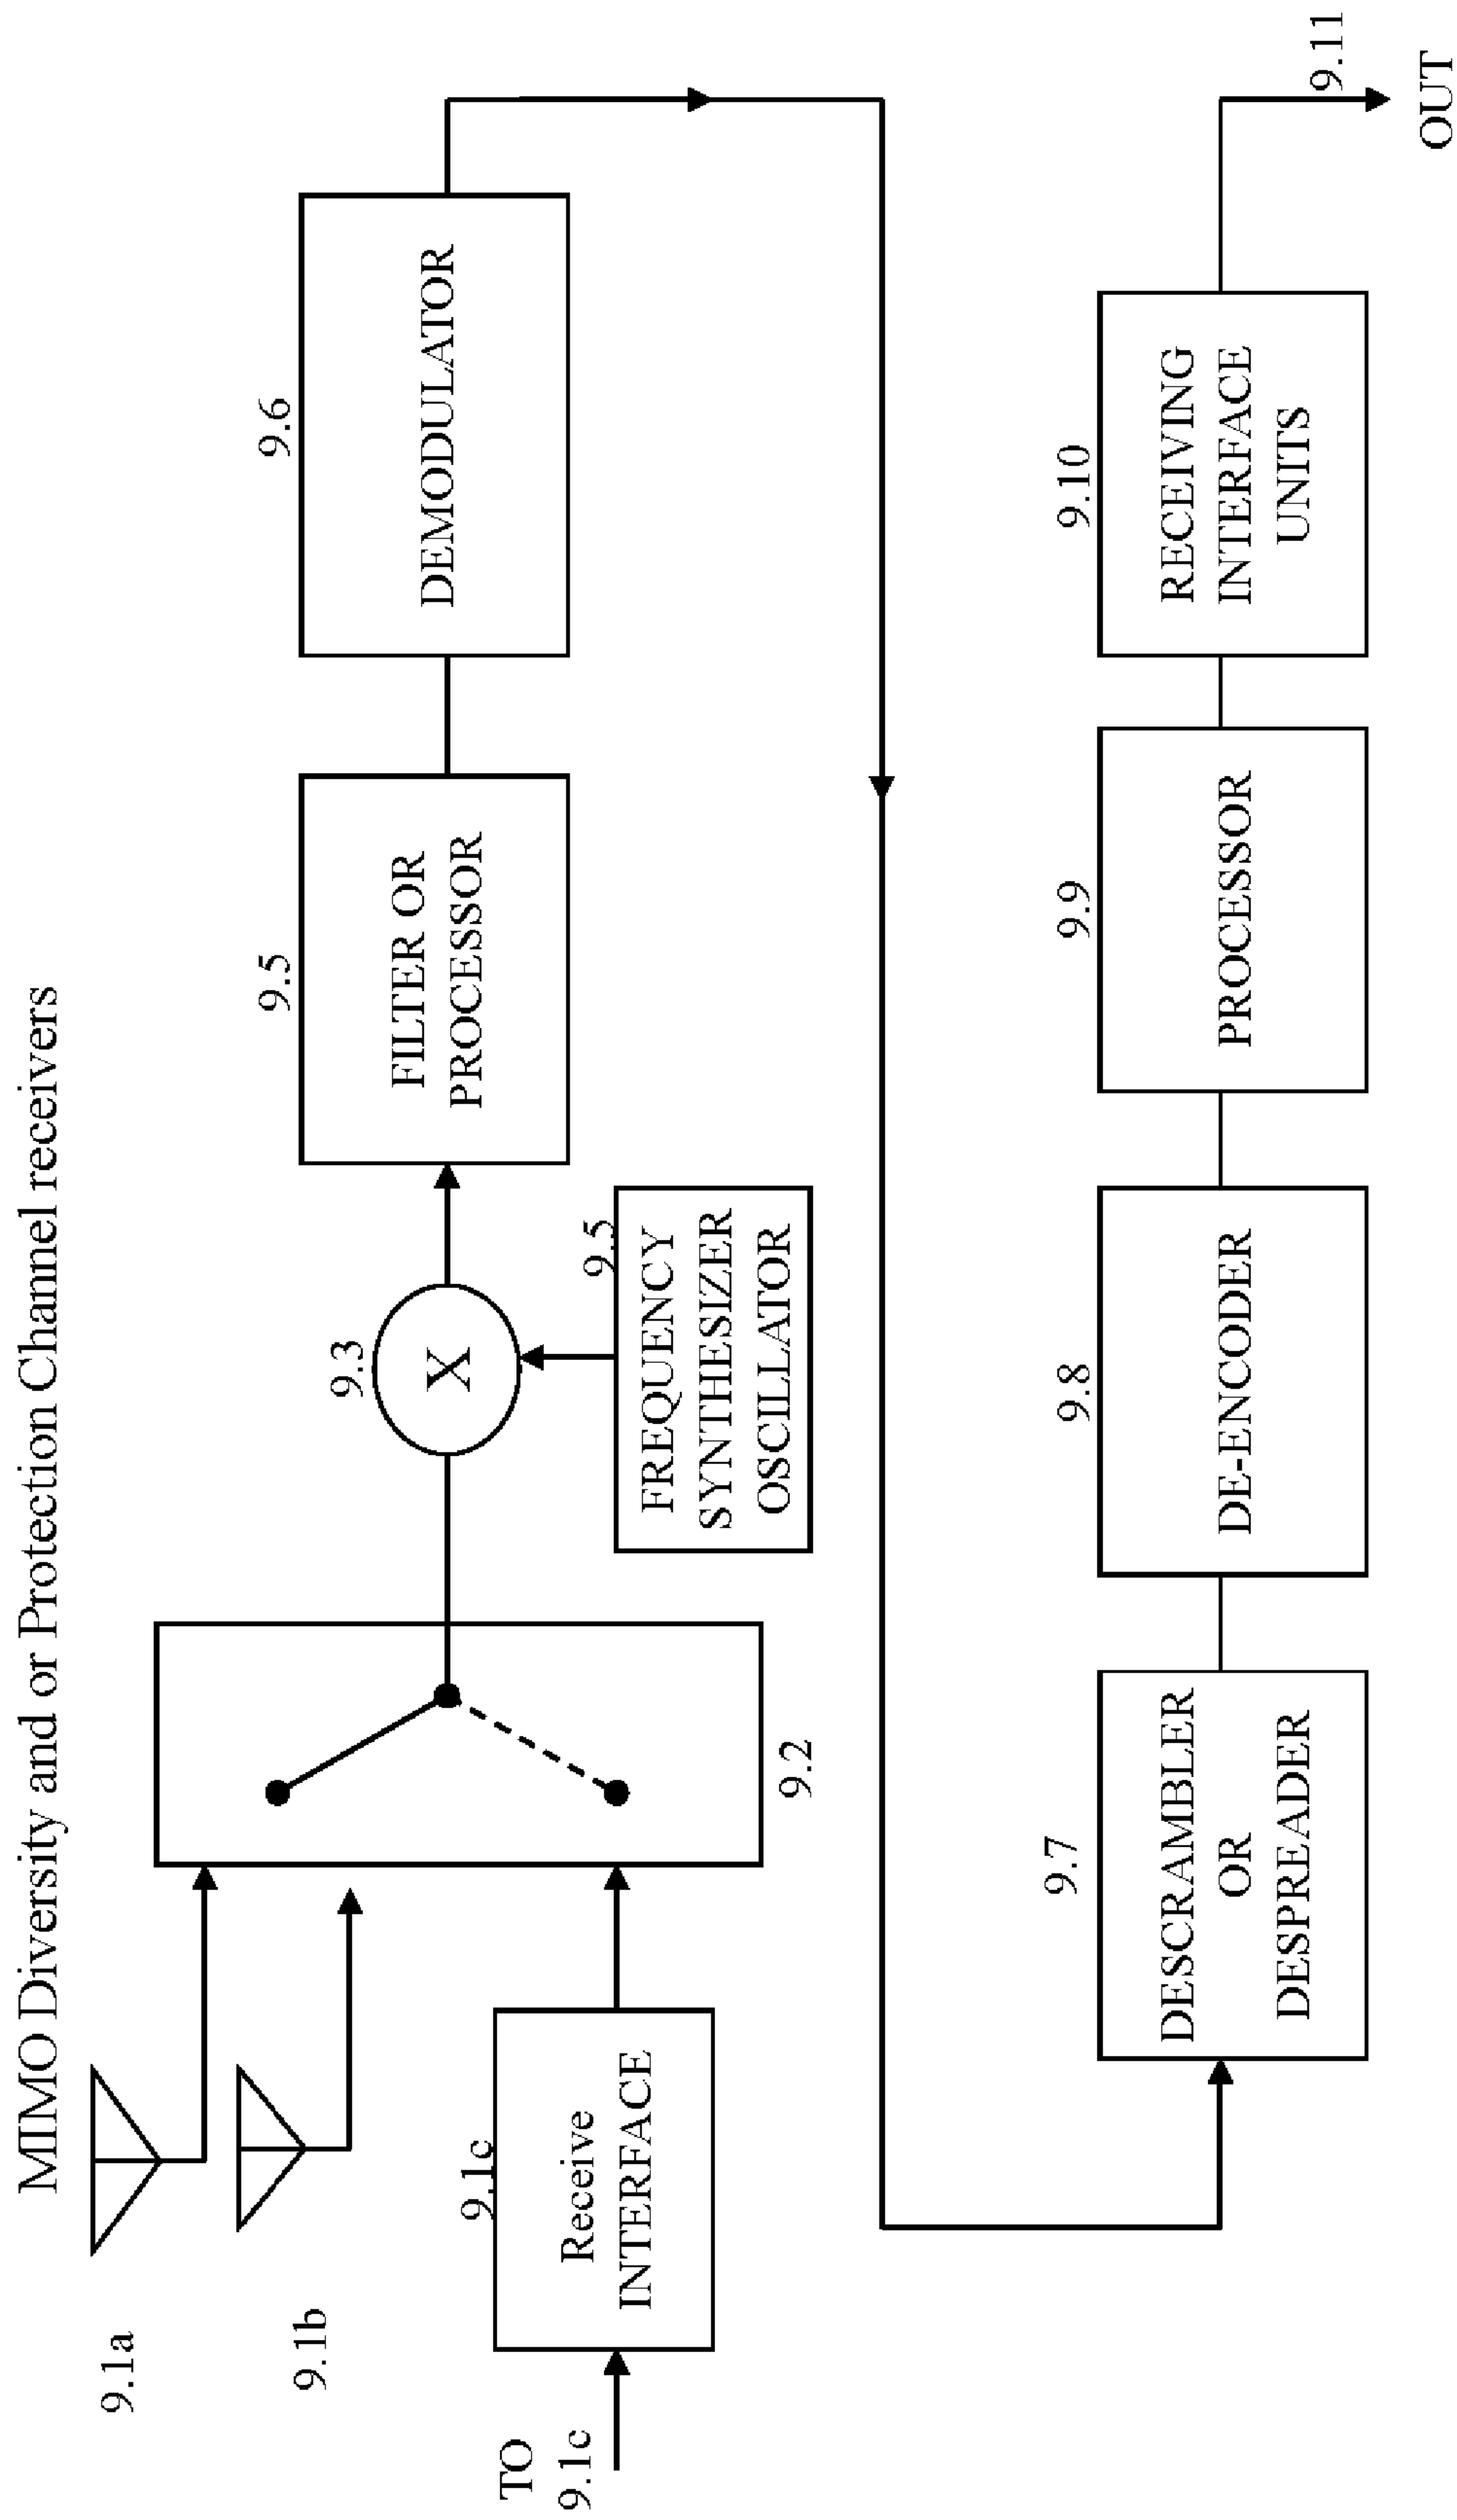 MIMO Diversity and or Protection Channel receivers
9.1a
9.1b
TO
9.1c
9.1c
Receive
INTERFACE
9.2
9.3
X
9.5
FREQUENCY
SYNTHESIZER
OSCILLATOR
9.5
FILTER OR
PROCESSOR
9.6
DEMODULATOR
9.7
DESCRAMBLER
OR
DESPREADER
9.8
DE-ENCODER
9.9
PROCESSOR
9.10
RECEIVING
INTERFACE
UNITS
9.11
OUT